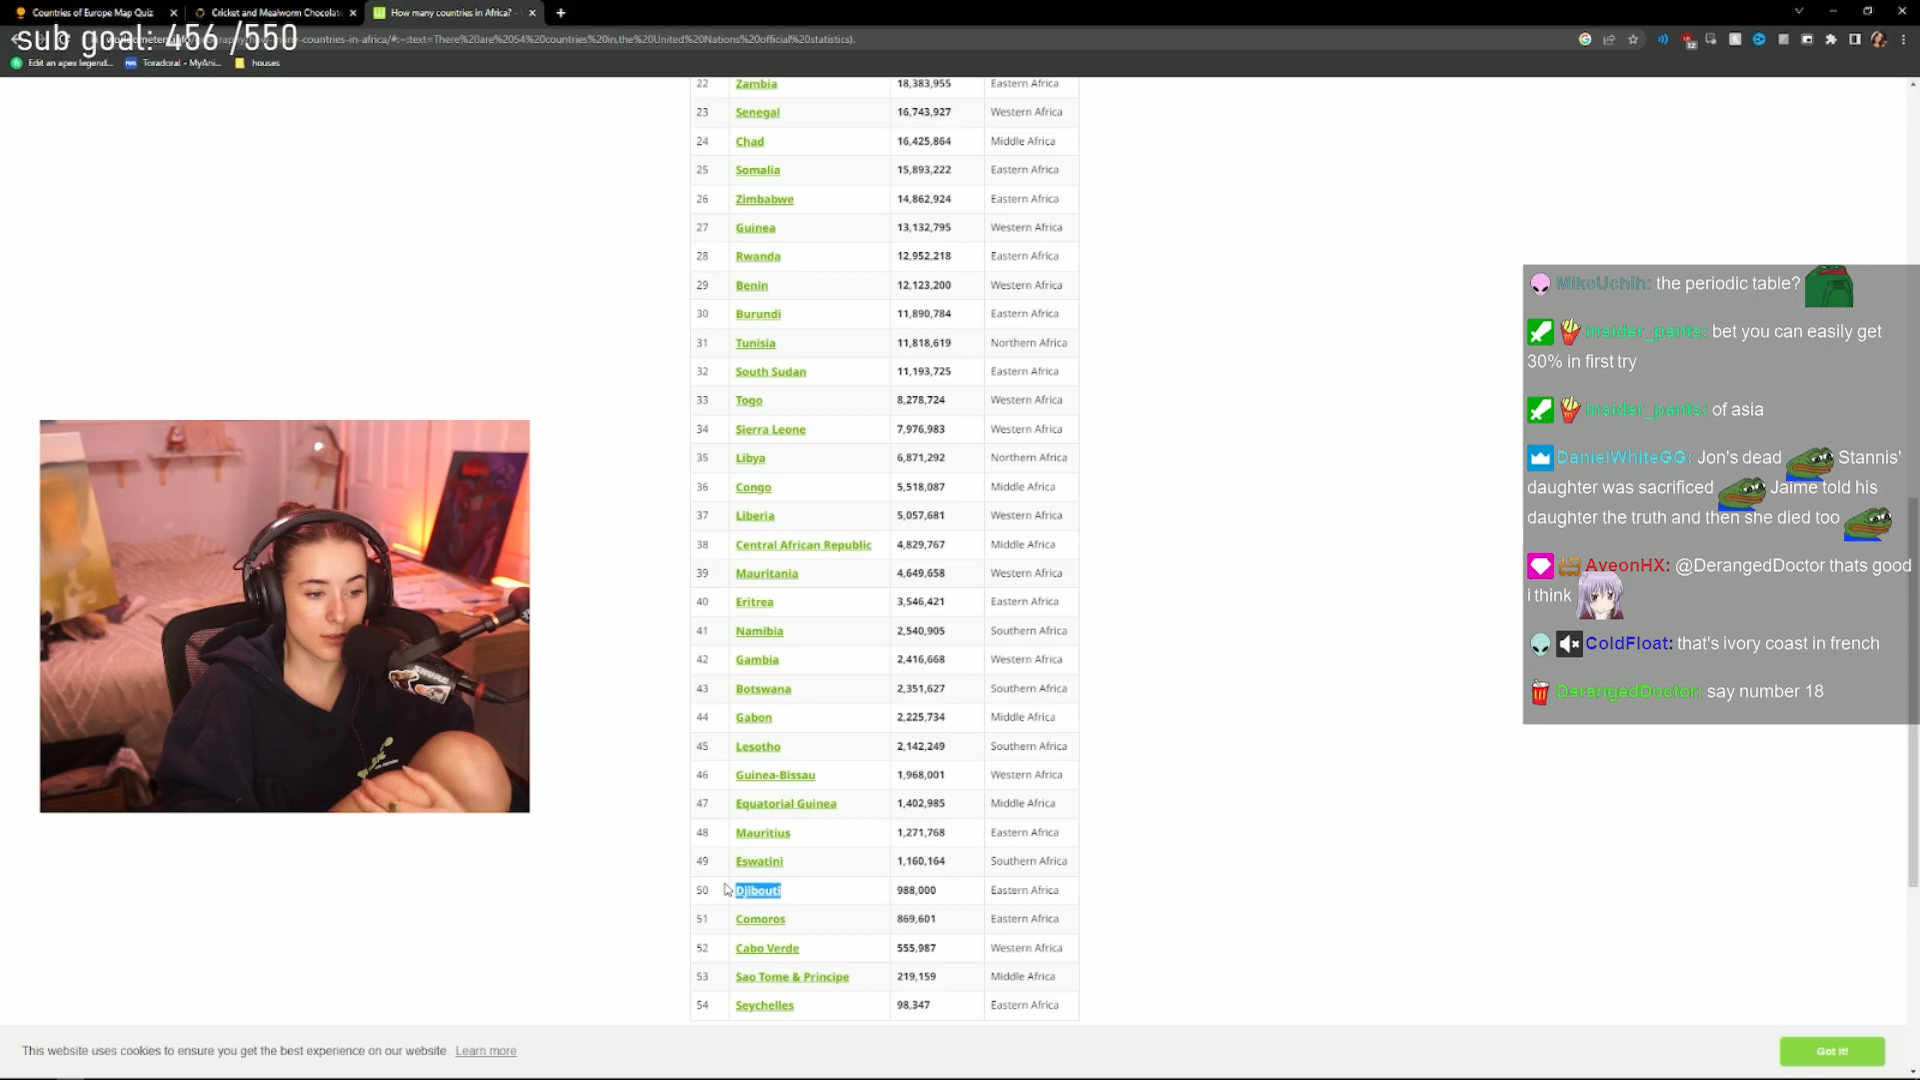 Countries of Europe Map Quiz
Cricket and Mealworm Chocolat
How many countries in Africa? -
sub goal: 456 /550
countries-in-africa/#:~:text=There%20are%2054%20countries%20in,the%20United%20Nations%20official%20statistics).
Edit an apex legend...
Toradoral - MyAni...
houses
22 Zambia 18,383,955 Eastern Africa
23 Senegal 16,743,927 Western Africa
24 Chad 16,425,864 Middle Africa
25 Somalia 15,893,222 Eastern Africa
26 Zimbabwe 14,862,924 Eastern Africa
27 Guinea 13,132,795 Western Africa
28 Rwanda 12,952,218 Eastern Africa
29 Benin 12,123,200 Western Africa
30 Burundi 11,890,784 Eastern Africa
31 Tunisia 11,818,619 Northern Africa
32 South Sudan 11,193,725 Eastern Africa
33 Togo 8,278,724 Western Africa
34 Sierra Leone 7,976,983 Western Africa
35 Libya 6,871,292 Northern Africa
36 Congo 5,518,087 Middle Africa
37 Liberia 5,057,681 Western Africa
38 Central African Republic 4,829,767 Middle Africa
39 Mauritania 4,649,658 Western Africa
40 Eritrea 3,546,421 Eastern Africa
41 Namibia 2,540,905 Southern Africa
42 Gambia 2,416,668 Western Africa
43 Botswana 2,351,627 Southern Africa
44 Gabon 2,225,734 Middle Africa
45 Lesotho 2,142,249 Southern Africa
46 Guinea-Bissau 1,968,001 Western Africa
47 Equatorial Guinea 1,402,985 Middle Africa
48 Mauritius 1,271,768 Eastern Africa
49 Eswatini 1,160,164 Southern Africa
50 Djibouti 988,000 Eastern Africa
51 Comoros 869,601 Eastern Africa
52 Cabo Verde 555,987 Western Africa
53 Sao Tome & Principe 219,159 Middle Africa
54 Seychelles 98,347 Eastern Africa
MikeUchih: the periodic table?
insider_pants: bet you can easily get
30% in first try
insider_pants: of asia
DanielWhiteGG: Jon's dead Stannis'
daughter was sacrificed Jaime told his
daughter the truth and then she died too
AveonHX: @DerangedDoctor thats good
i think
ColdFloat: that's ivory coast in french
DerangedDoctor: say number 18
SHURE
This website uses cookies to ensure you get the best experience on our website. Learn more
Got it!